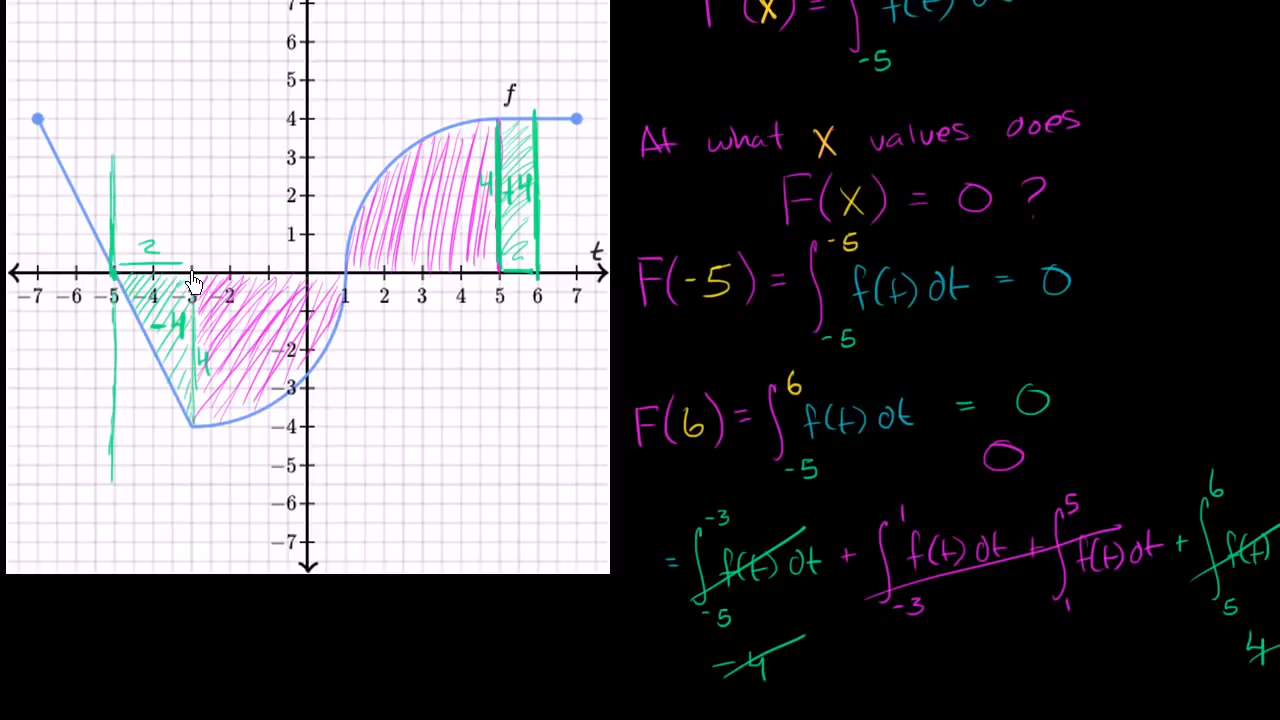 7
6
5
4
3
2
1
-2
-3
-4
-5
-6
-7
-7 -6 -5 -4 -3 -2 1 2 3 4 5 6 7
t
f
2
-4
4
4
+4
2
F(x) = ∫ f(t) dt
-5
At what x values does
F(x) = 0 ?
F(-5) = ∫_{-5}^{-5} f(t) dt = 0
F(6) = ∫_{-5}^{6} f(t) dt = 0
0
= ∫_{-5}^{-3} f(t) dt + ∫_{-3}^{1} f(t) dt + ∫_{1}^{5} f(t) dt + ∫_{5}^{6} f(t)
-4 4